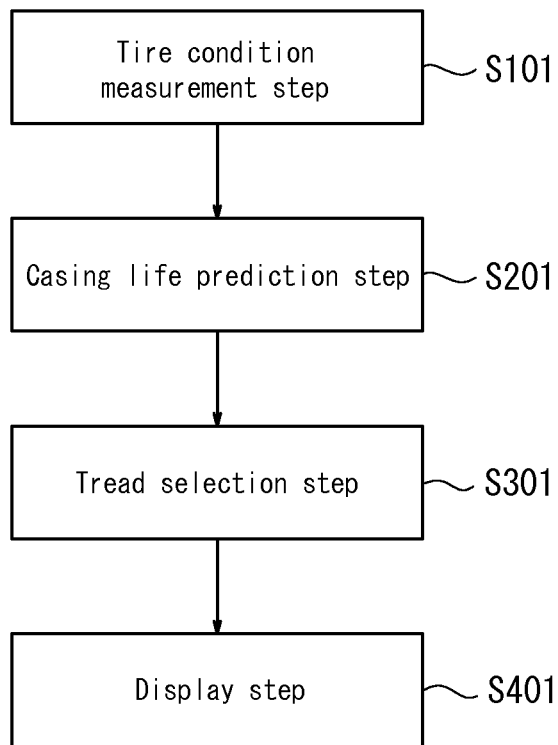 Tire condition
measurement step
S101
Casing life prediction step
S201
Tread selection step
S301
Display step
S401